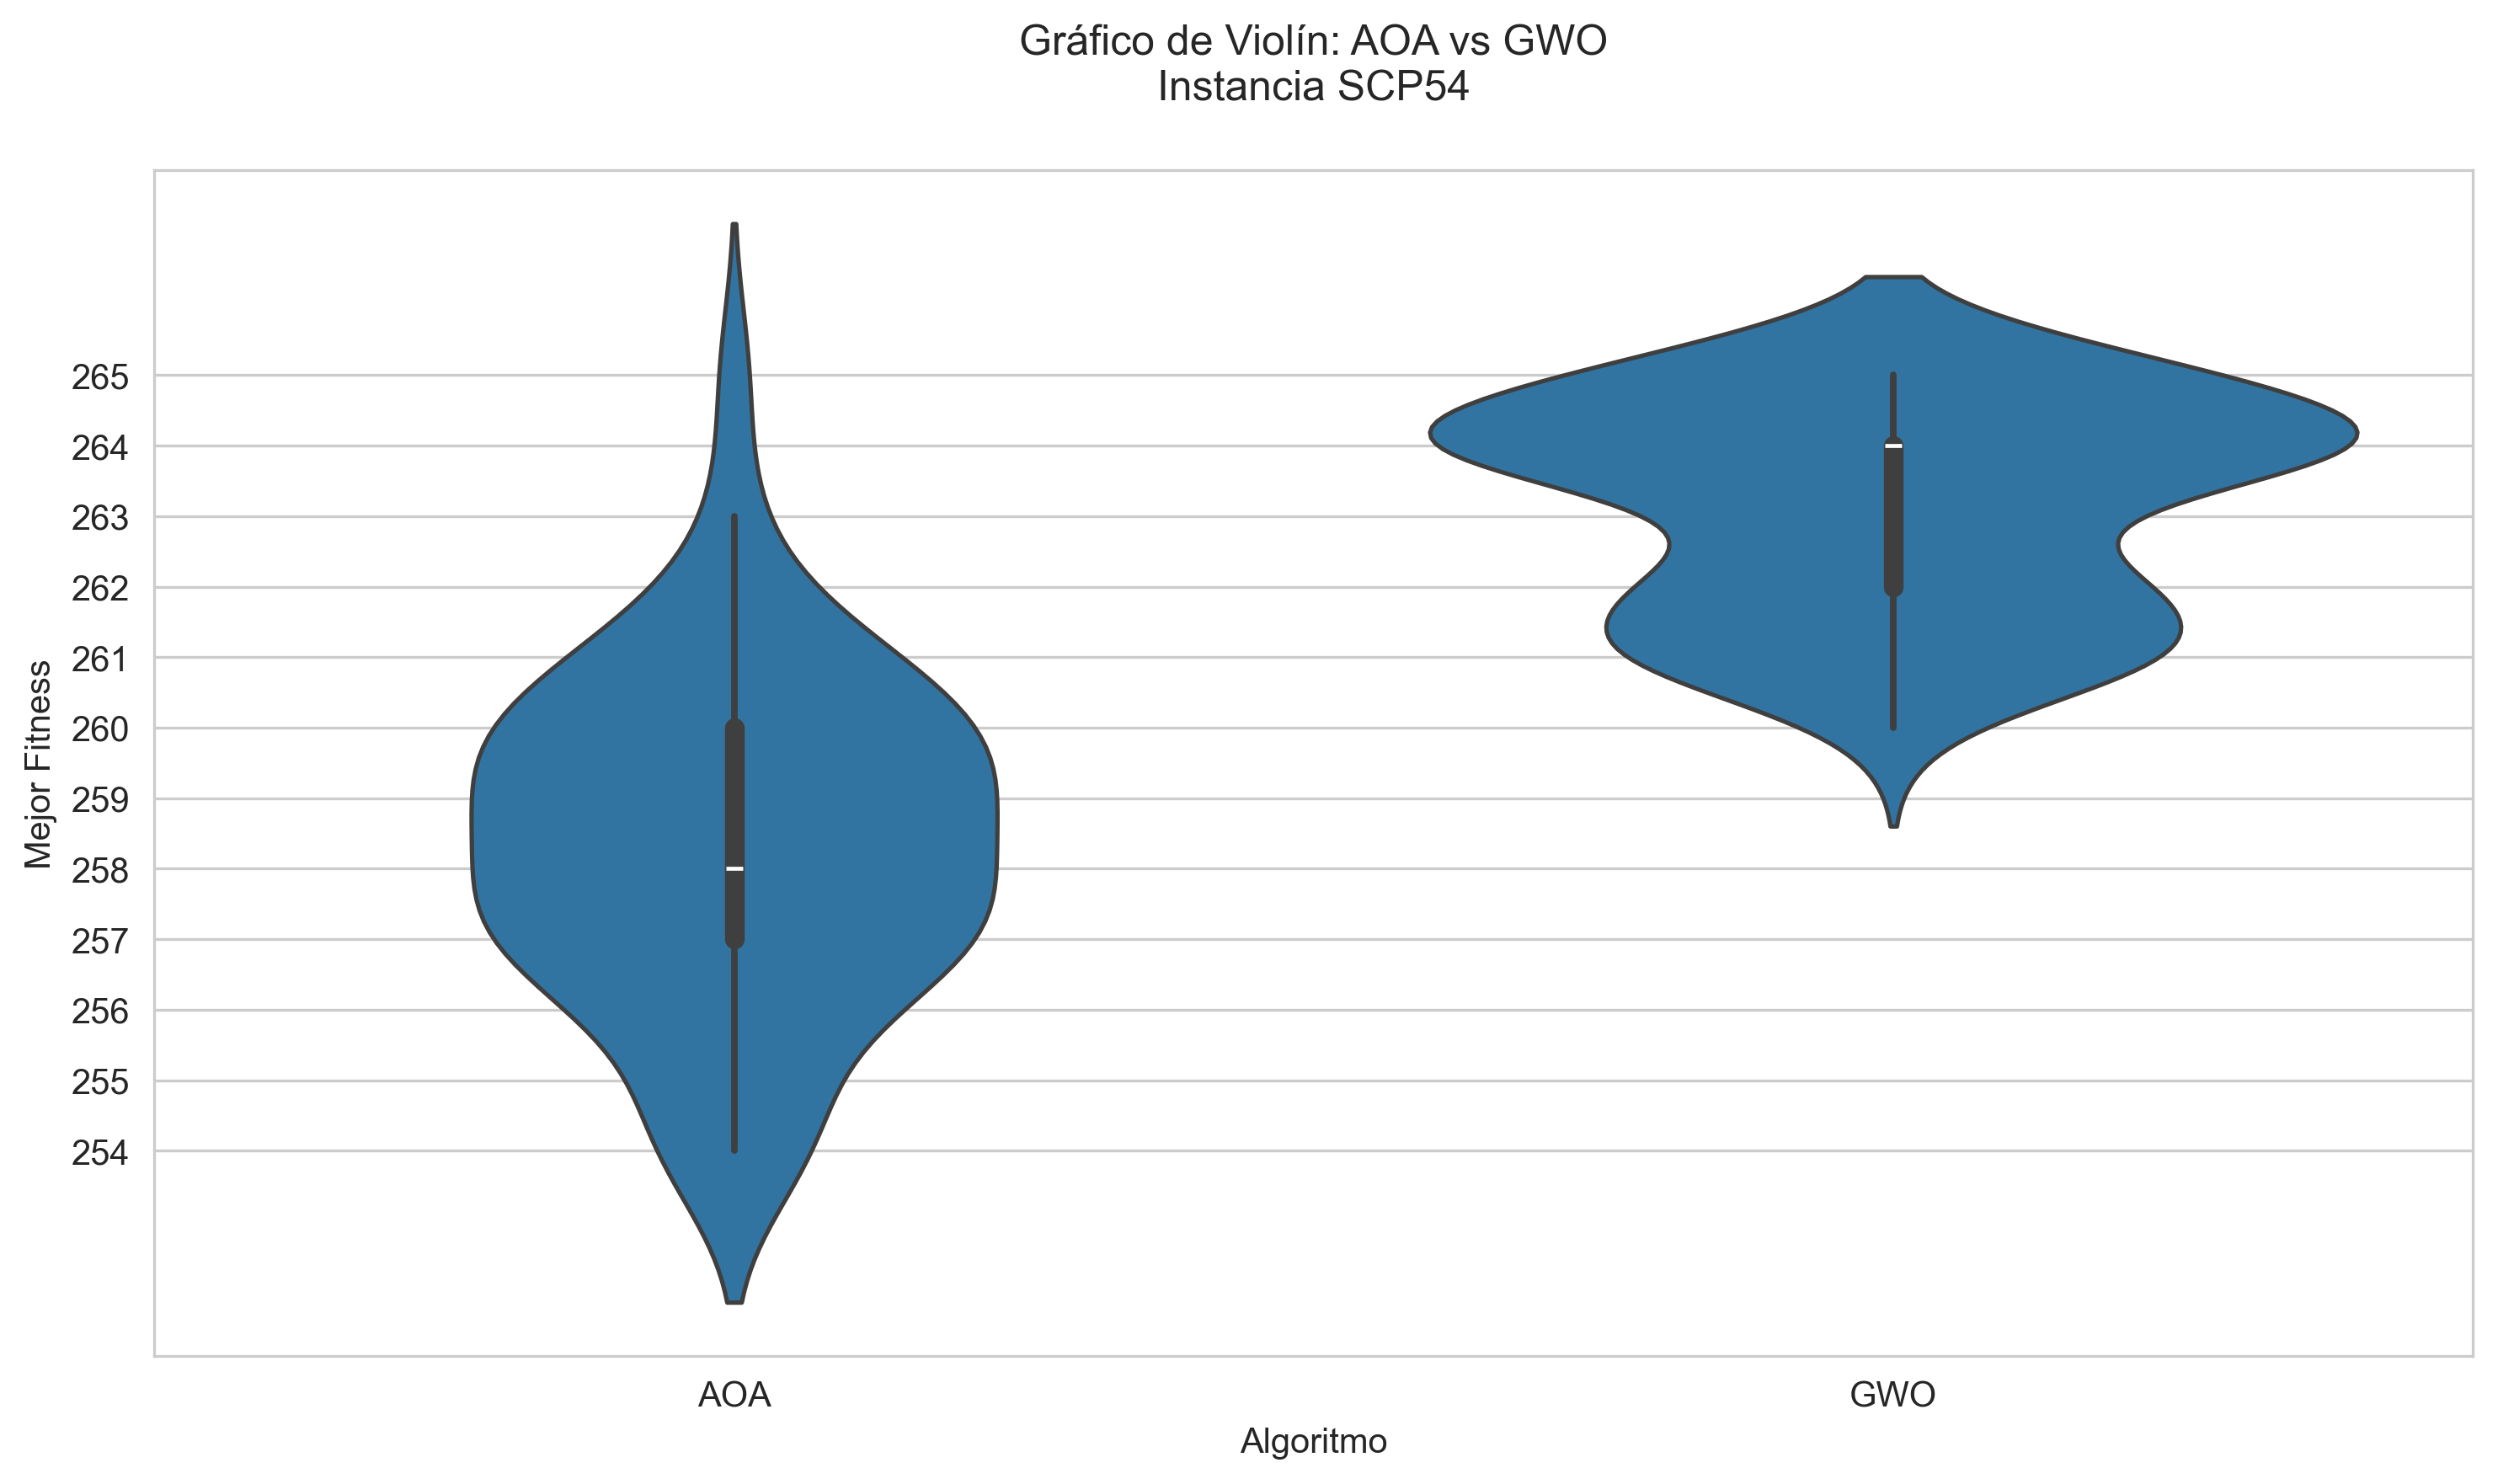 Gráfico de Violín: AOA vs GWO
Instancia SCP54
Mejor Fitness
265
264
263
262
261
260
259
258
257
256
255
254
AOA
GWO
Algoritmo